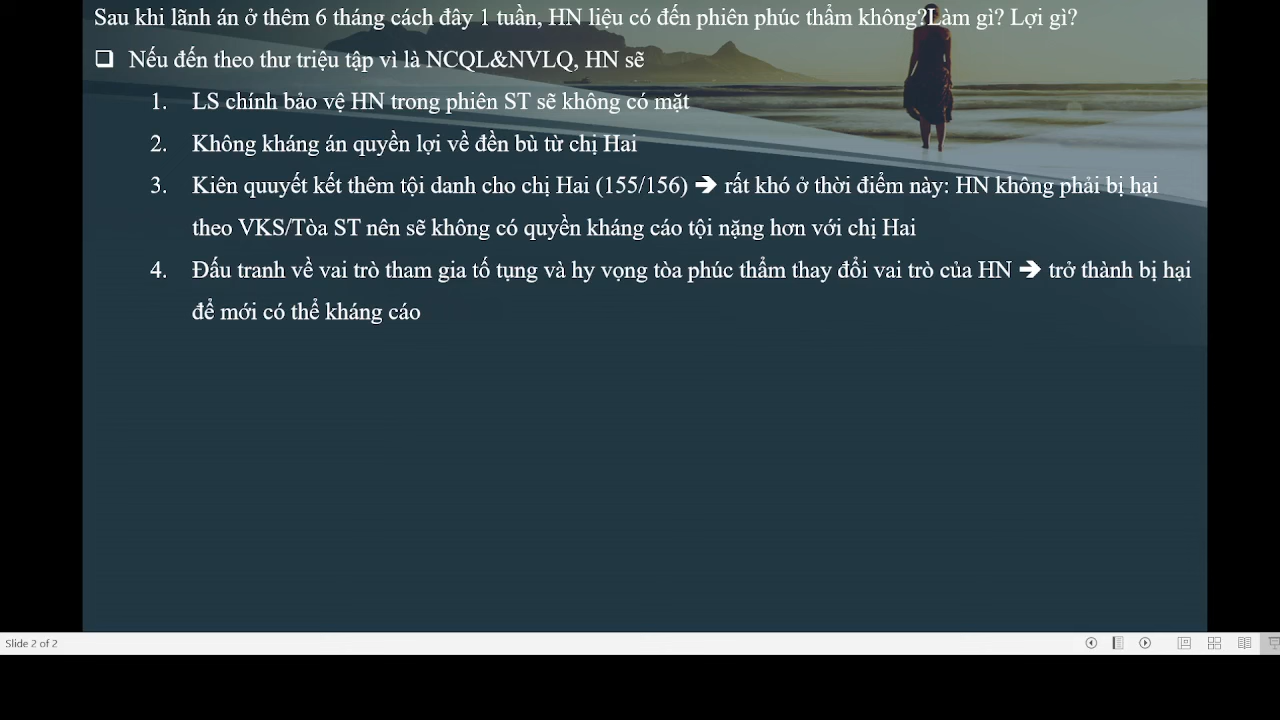 Sau khi lãnh án ở thêm 6 tháng cách đây 1 tuần, HN liệu có đến phiên phúc thẩm không?Làm gì? Lợi gì?
❑ Nếu đến theo thư triệu tập vì là NCQL&NVLQ, HN sẽ
1. LS chính bảo vệ HN trong phiên ST sẽ không có mặt
2. Không kháng án quyền lợi về đền bù từ chị Hai
3. Kiên quuyết kết thêm tội danh cho chị Hai (155/156) ➔ rất khó ở thời điểm này: HN không phải bị hại
theo VKS/Tòa ST nên sẽ không có quyền kháng cáo tội nặng hơn với chị Hai
4. Đấu tranh về vai trò tham gia tố tụng và hy vọng tòa phúc thẩm thay đổi vai trò của HN ➔ trở thành bị hại
để mới có thể kháng cáo
Slide 2 of 2